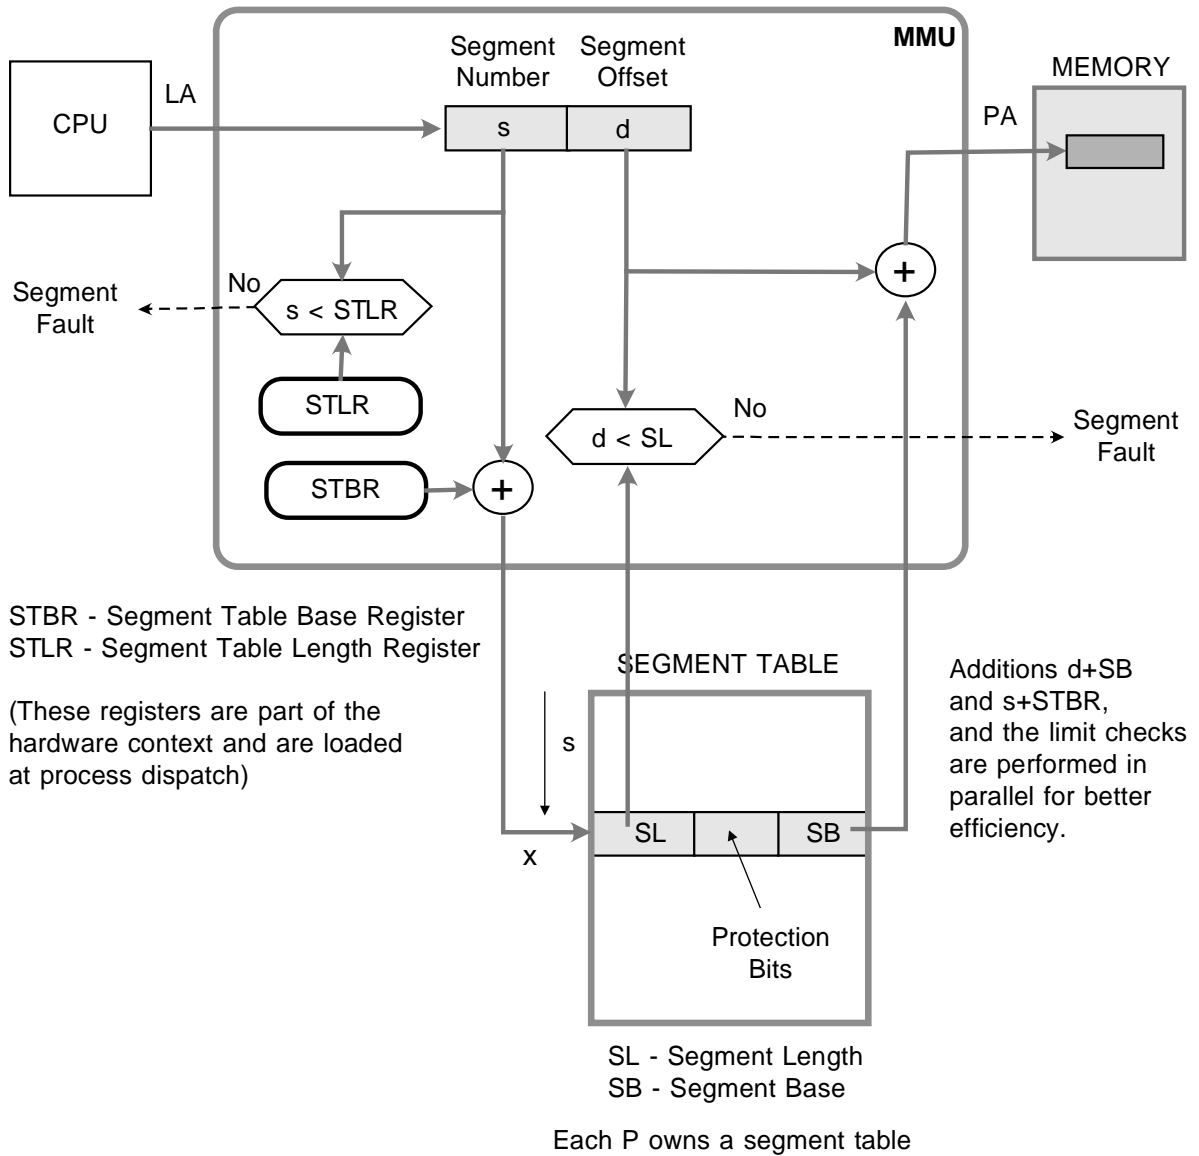 MMU
Segment
Number
Segment
Offset
MEMORY
CPU
LA
s
d
PA
+
No
Segment
Fault
s < STLR
STLR
No
d < SL
Segment
Fault
STBR
+
STBR - Segment Table Base Register
STLR - Segment Table Length Register
(These registers are part of the
hardware context and are loaded
at process dispatch)
SEGMENT TABLE
Additions d+SB
and s+STBR,
and the limit checks
are performed in
parallel for better
efficiency.
s
x
SL
SB
Protection
Bits
SL - Segment Length
SB - Segment Base
Each P owns a segment table